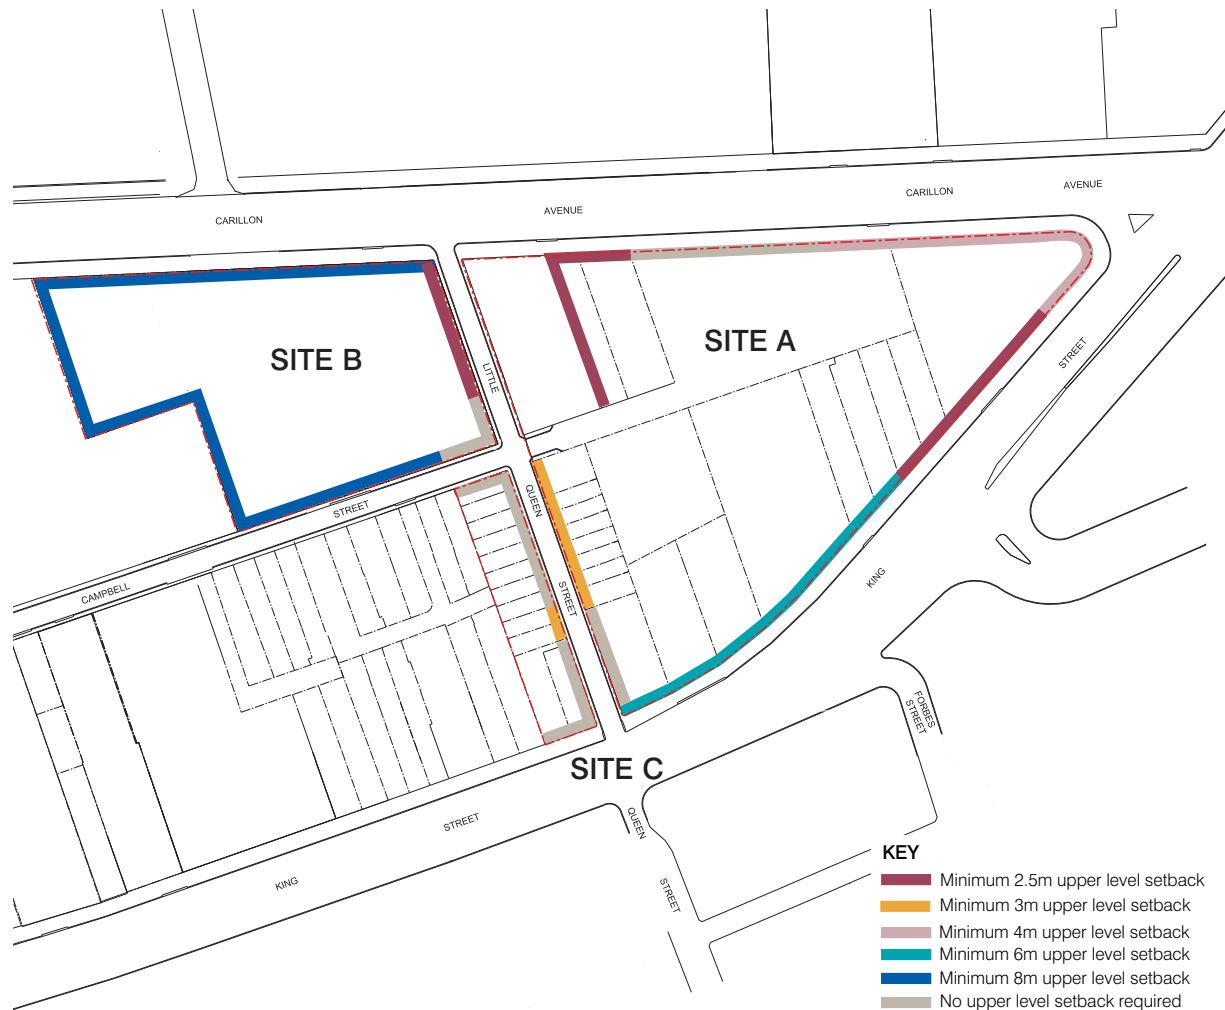 AVENUE
CARILLON
AVENUE
CARILLON
SITE A
SITE B
LITTLE
STREET
QUEEN
STREET
CAMPBELL
STREET
KING
FORBES
STREET
SITE C
QUEEN
STREET
KING
STREET
KEY
Minimum 2.5m upper level setback
Minimum 3m upper level setback
Minimum 4m upper level setback
Minimum 6m upper level setback
Minimum 8m upper level setback
No upper level setback required